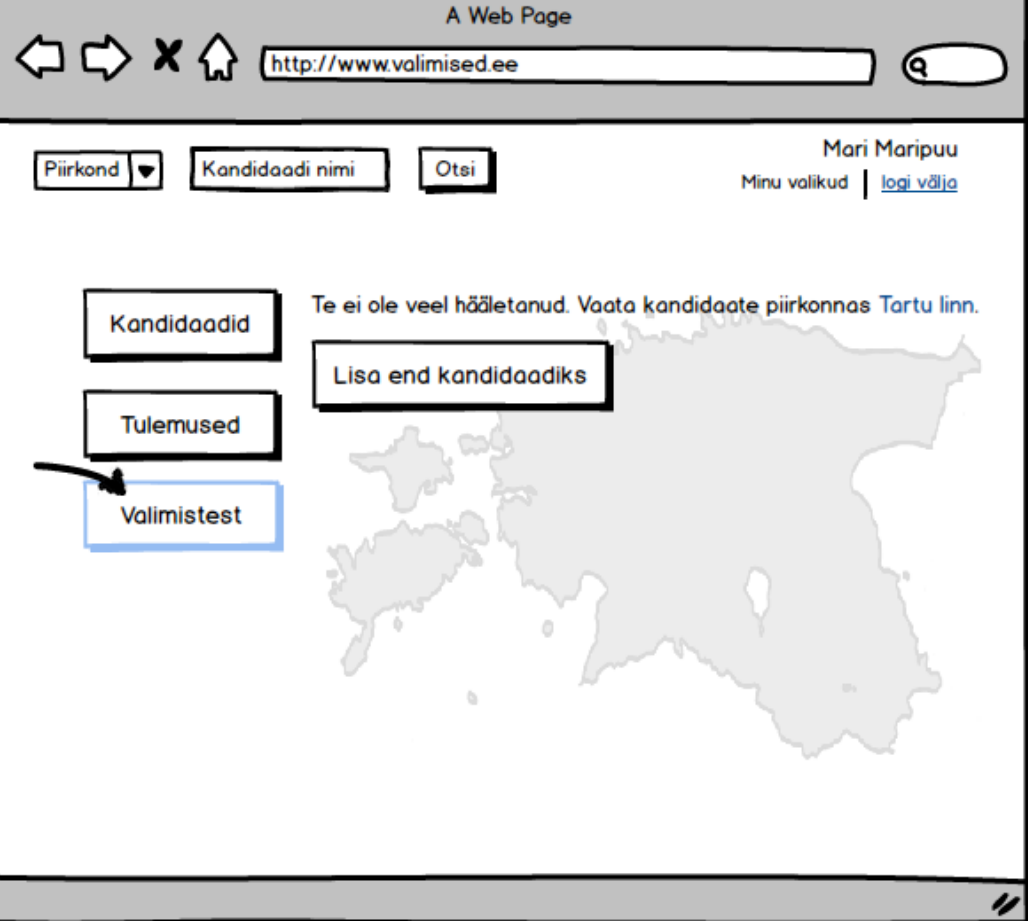 A Web Page
http://www.valimised.ee
Mari Maripuu
Piirkond
Kandidaadi nimi
Otsi
Minu valikud
logi välja
Te ei ole veel hääletanud. Vaata kandidaate piirkonnas Tartu linn.
Kandidaadid
Lisa end kandidaadiks
Tulemused
Valimistest